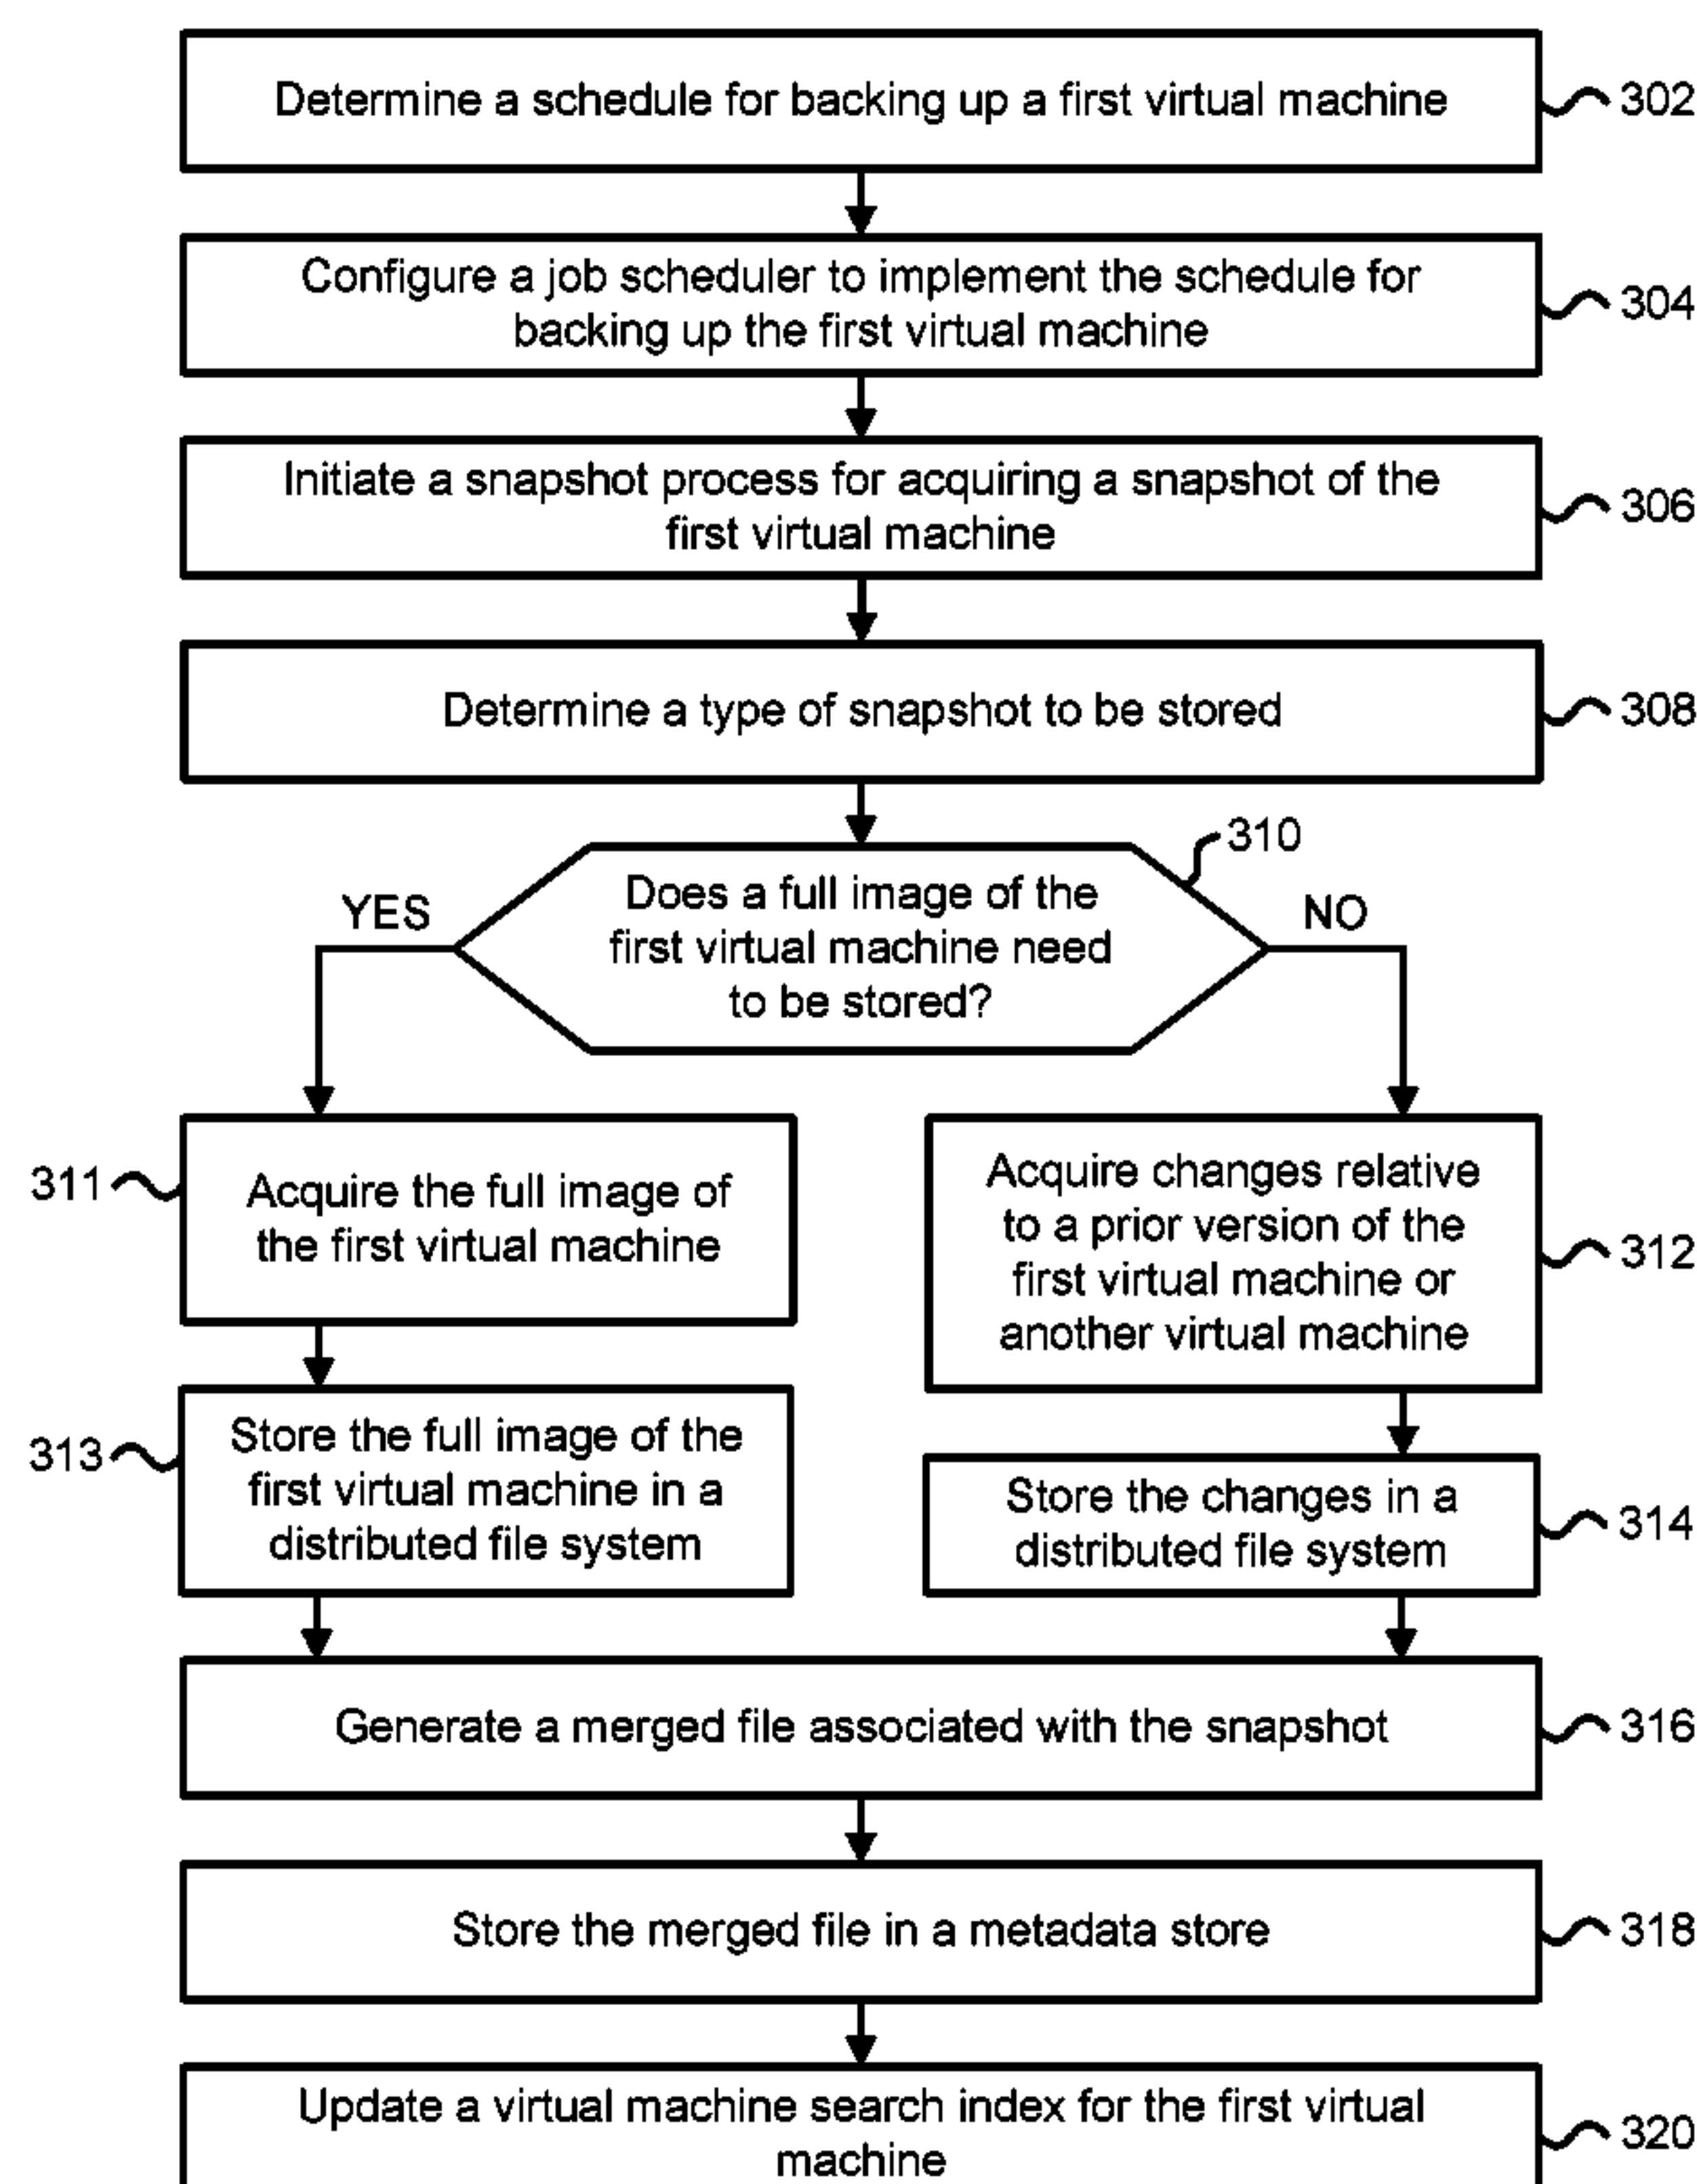 Determine a schedule for backing up a first virtual machine
302
Configure a job scheduler to implement the schedule for
backing up the first virtual machine
304
Initiate a snapshot process for acquiring a snapshot of the
first virtual machine
306
Determine a type of snapshot to be stored
308
310
Does a full image of the
first virtual machine need
to be stored?
YES
NO
311
Acquire the full image of
the first virtual machine
Acquire changes relative
to a prior version of the
first virtual machine or
another virtual machine
312
313
Store the full image of the
first virtual machine in a
distributed file system
Store the changes in a
distributed file system
314
Generate a merged file associated with the snapshot
316
Store the merged file in a metadata store
318
Update a virtual machine search index for the first virtual
machine
320